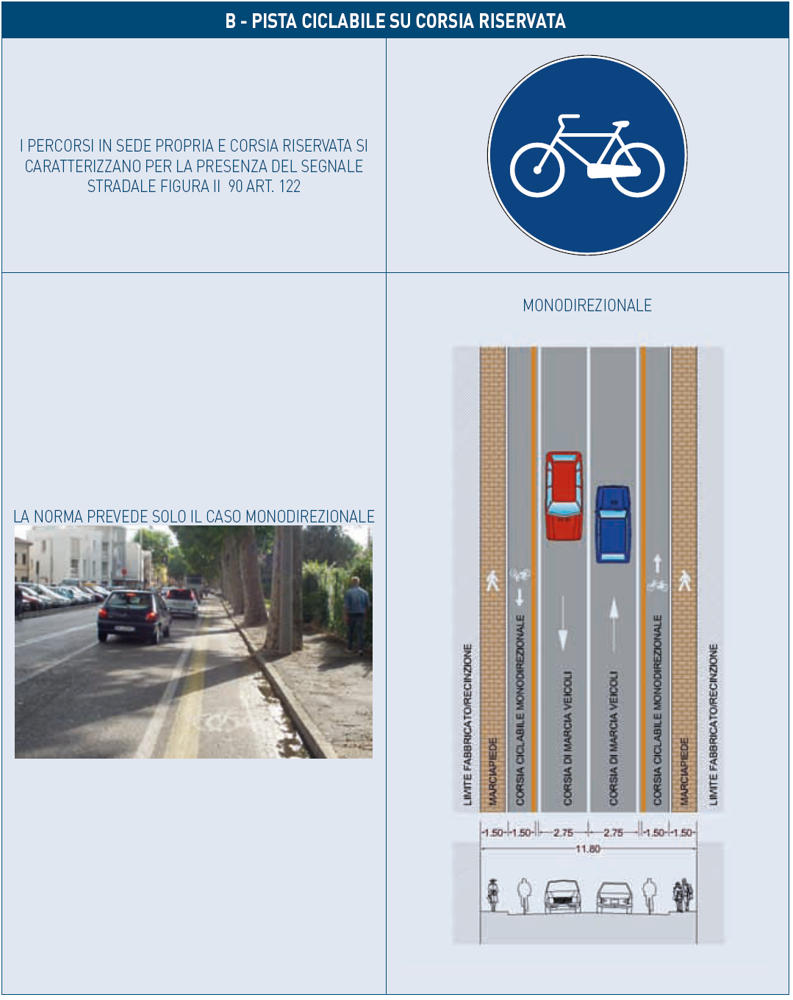 B - PISTA CICLABILE SU CORSIA RISERVATA
I PERCORSI IN SEDE PROPRIA E CORSIA RISERVATA SI
CARATTERIZZANO PER LA PRESENZA DEL SEGNALE
STRADALE FIGURA II 90 ART. 122
LA NORMA PREVEDE SOLO IL CASO MONODIREZIONALE
MONODIREZIONALE
LIMITE FABBRICATO/RECINZIONE
MARCIAPIEDE
CORSIA CICLABILE MONODIREZIONALE
CORSIA DI MARCIA VEICOLI
CORSIA DI MARCIA VEICOLI
CORSIA CICLABILE MONODIREZIONALE
MARCIAPIEDE
LIMITE FABBRICATO/RECINZIONE
1.50 1.50 2.75 2.75 1.50 1.50
11.80